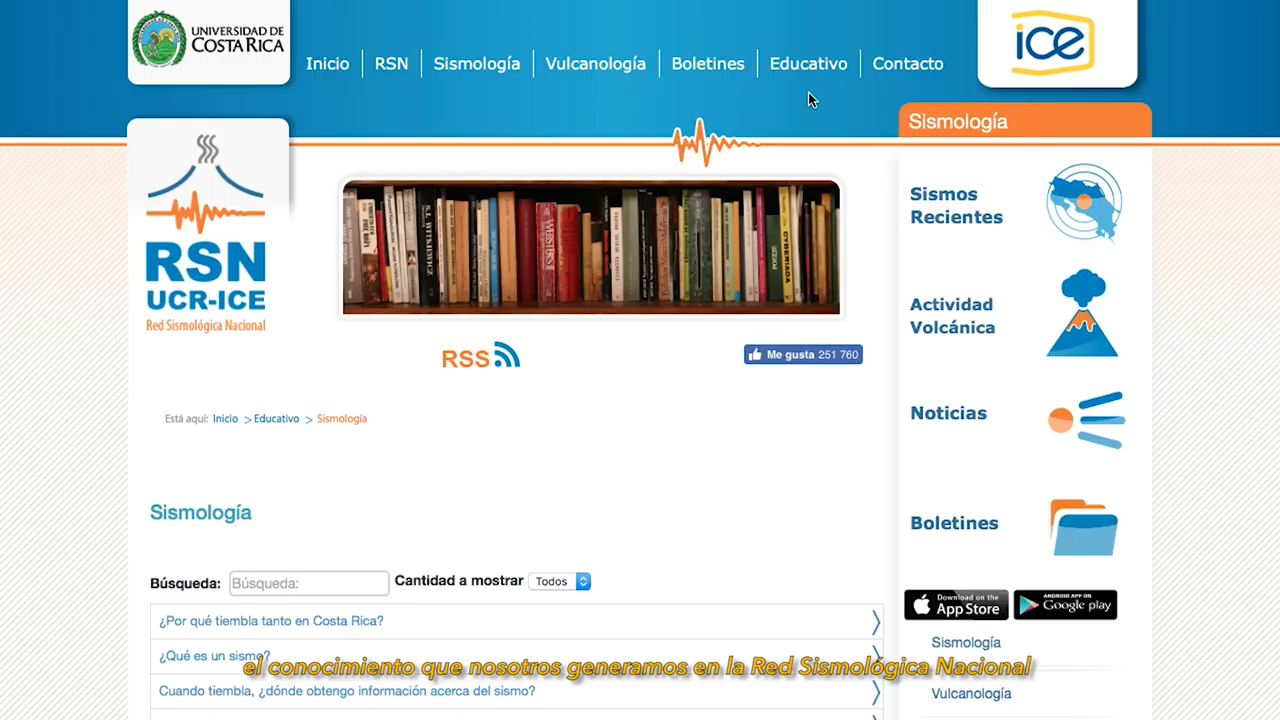 UNIVERSIDAD DE
COSTA RICA
Inicio
RSN
Sismología
Vulcanología
Boletines
Educativo
Contacto
ice
Sismología
RSN
UCR-ICE
Red Sismológica Nacional
Sismos
Recientes
Actividad
Volcánica
RSS
Me gusta 251 760
Está aquí: Inicio > Educativo > Sismología
Noticias
Sismología
Boletines
Búsqueda: Búsqueda: Cantidad a mostrar Todos
Download on the
App Store
ANDROID APP ON
Google play
¿Por qué tiembla tanto en Costa Rica?
Sismología
¿Qué es un sismo?
el conocimiento que nosotros generamos en la Red Sismológica Nacional
Cuando tiembla, ¿dónde obtengo información acerca del sismo?
Vulcanología